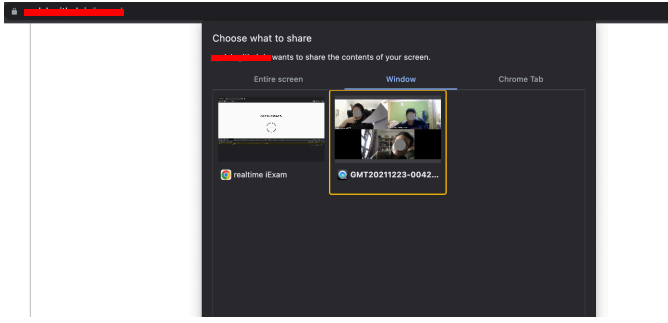 Choose what to share
wants to share the contents of your screen.
Entire screen
Window
Chrome Tab
realtime iExam
GMT20211223-0042...